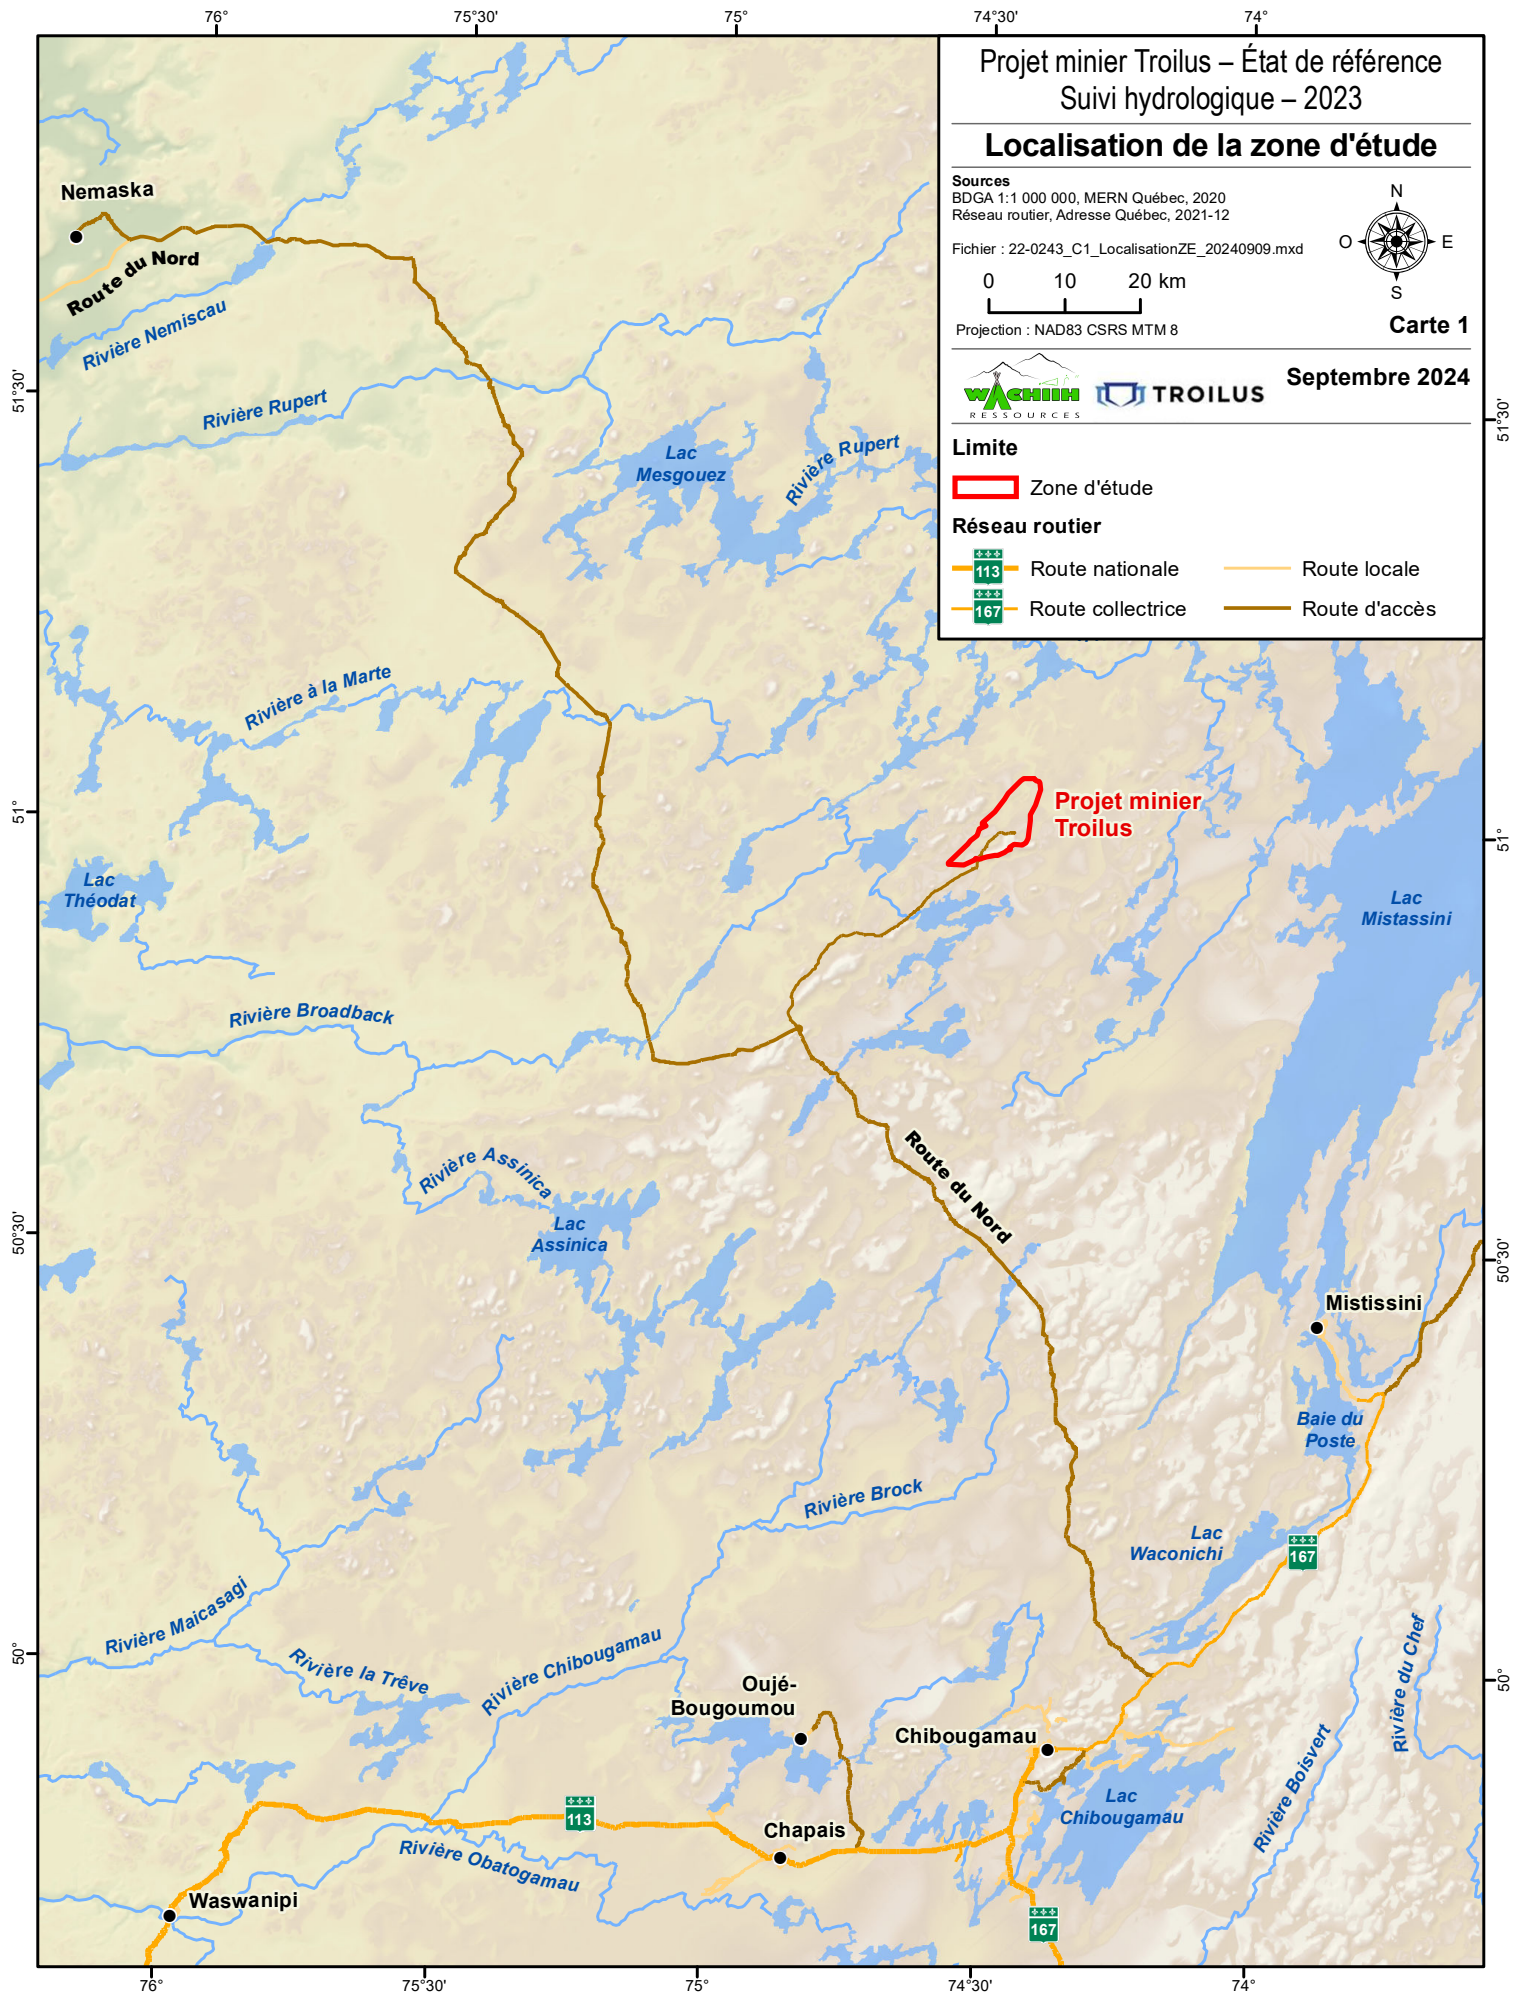 76°
75°30'
75°
74°30'
74°
Projet minier Troilus – État de référence
Suivi hydrologique – 2023
Localisation de la zone d'étude
Sources
BDGA 1:1 000 000, MERN Québec, 2020
Réseau routier, Adresse Québec, 2021-12
Fichier : 22-0243_C1_LocalisationZE_20240909.mxd
N
O
E
S
0 10 20 km
Projection : NAD83 CSRS MTM 8
Carte 1
WACHIIH
RESSOURCES
TROILUS
Septembre 2024
Limite
Zone d'étude
Réseau routier
113
Route nationale
Route locale
167
Route collectrice
Route d'accès
Nemaska
Route du Nord
Rivière Nemiscau
51°30'
51°30'
Rivière Rupert
Lac
Mesgouez
Rivière Rupert
Rivière à la Marte
Projet minier
Troilus
51°
51°
Lac
Théodat
Lac
Mistassini
Rivière Broadback
Route du Nord
Rivière Assinica
Lac
Assinica
50°30'
50°30'
Mistissini
Baie du
Poste
Rivière Brock
Lac
Waconichi
167
Rivière Maicasagi
50°
50°
Rivière la Trêve
Rivière Chibougamau
Oujé-
Bougoumou
Chibougamau
Rivière du Chef
Rivière Boisvert
Lac
Chibougamau
113
Chapais
Rivière Obatogamau
Waswanipi
167
76°
75°30'
75°
74°30'
74°